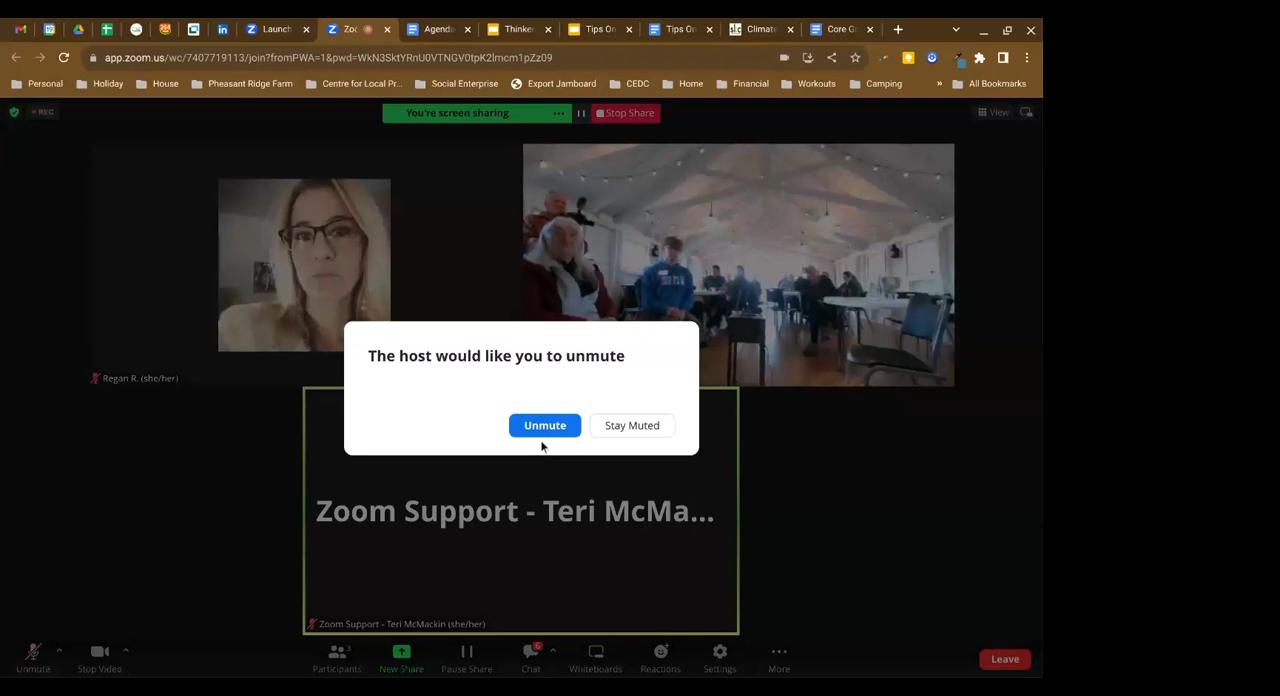 Launch
Zoo
Agenda
Thinke
Tips On
Tips On
Climate
Core G
app.zoom.us/wc/7407719113/join?fromPWA=1&pwd=WkN3SktYRnU0VTNGV0tpK2lmcm1pZz09
Personal
Holiday
House
Pheasant Ridge Farm
Centre for Local Pr...
Social Enterprise
Export Jamboard
CEDC
Home
Financial
Workouts
Camping
»
All Bookmarks
REC
You're screen sharing
Stop Share
View
The host would like you to unmute
Unmute
Stay Muted
Regan R. (she/her)
Zoom Support - Teri McMa...
Zoom Support - Teri McMackin (she/her)
Unmute
Stop Video
Participants
3
New Share
Pause Share
Chat
6
Whiteboards
Reactions
Settings
More
Leave